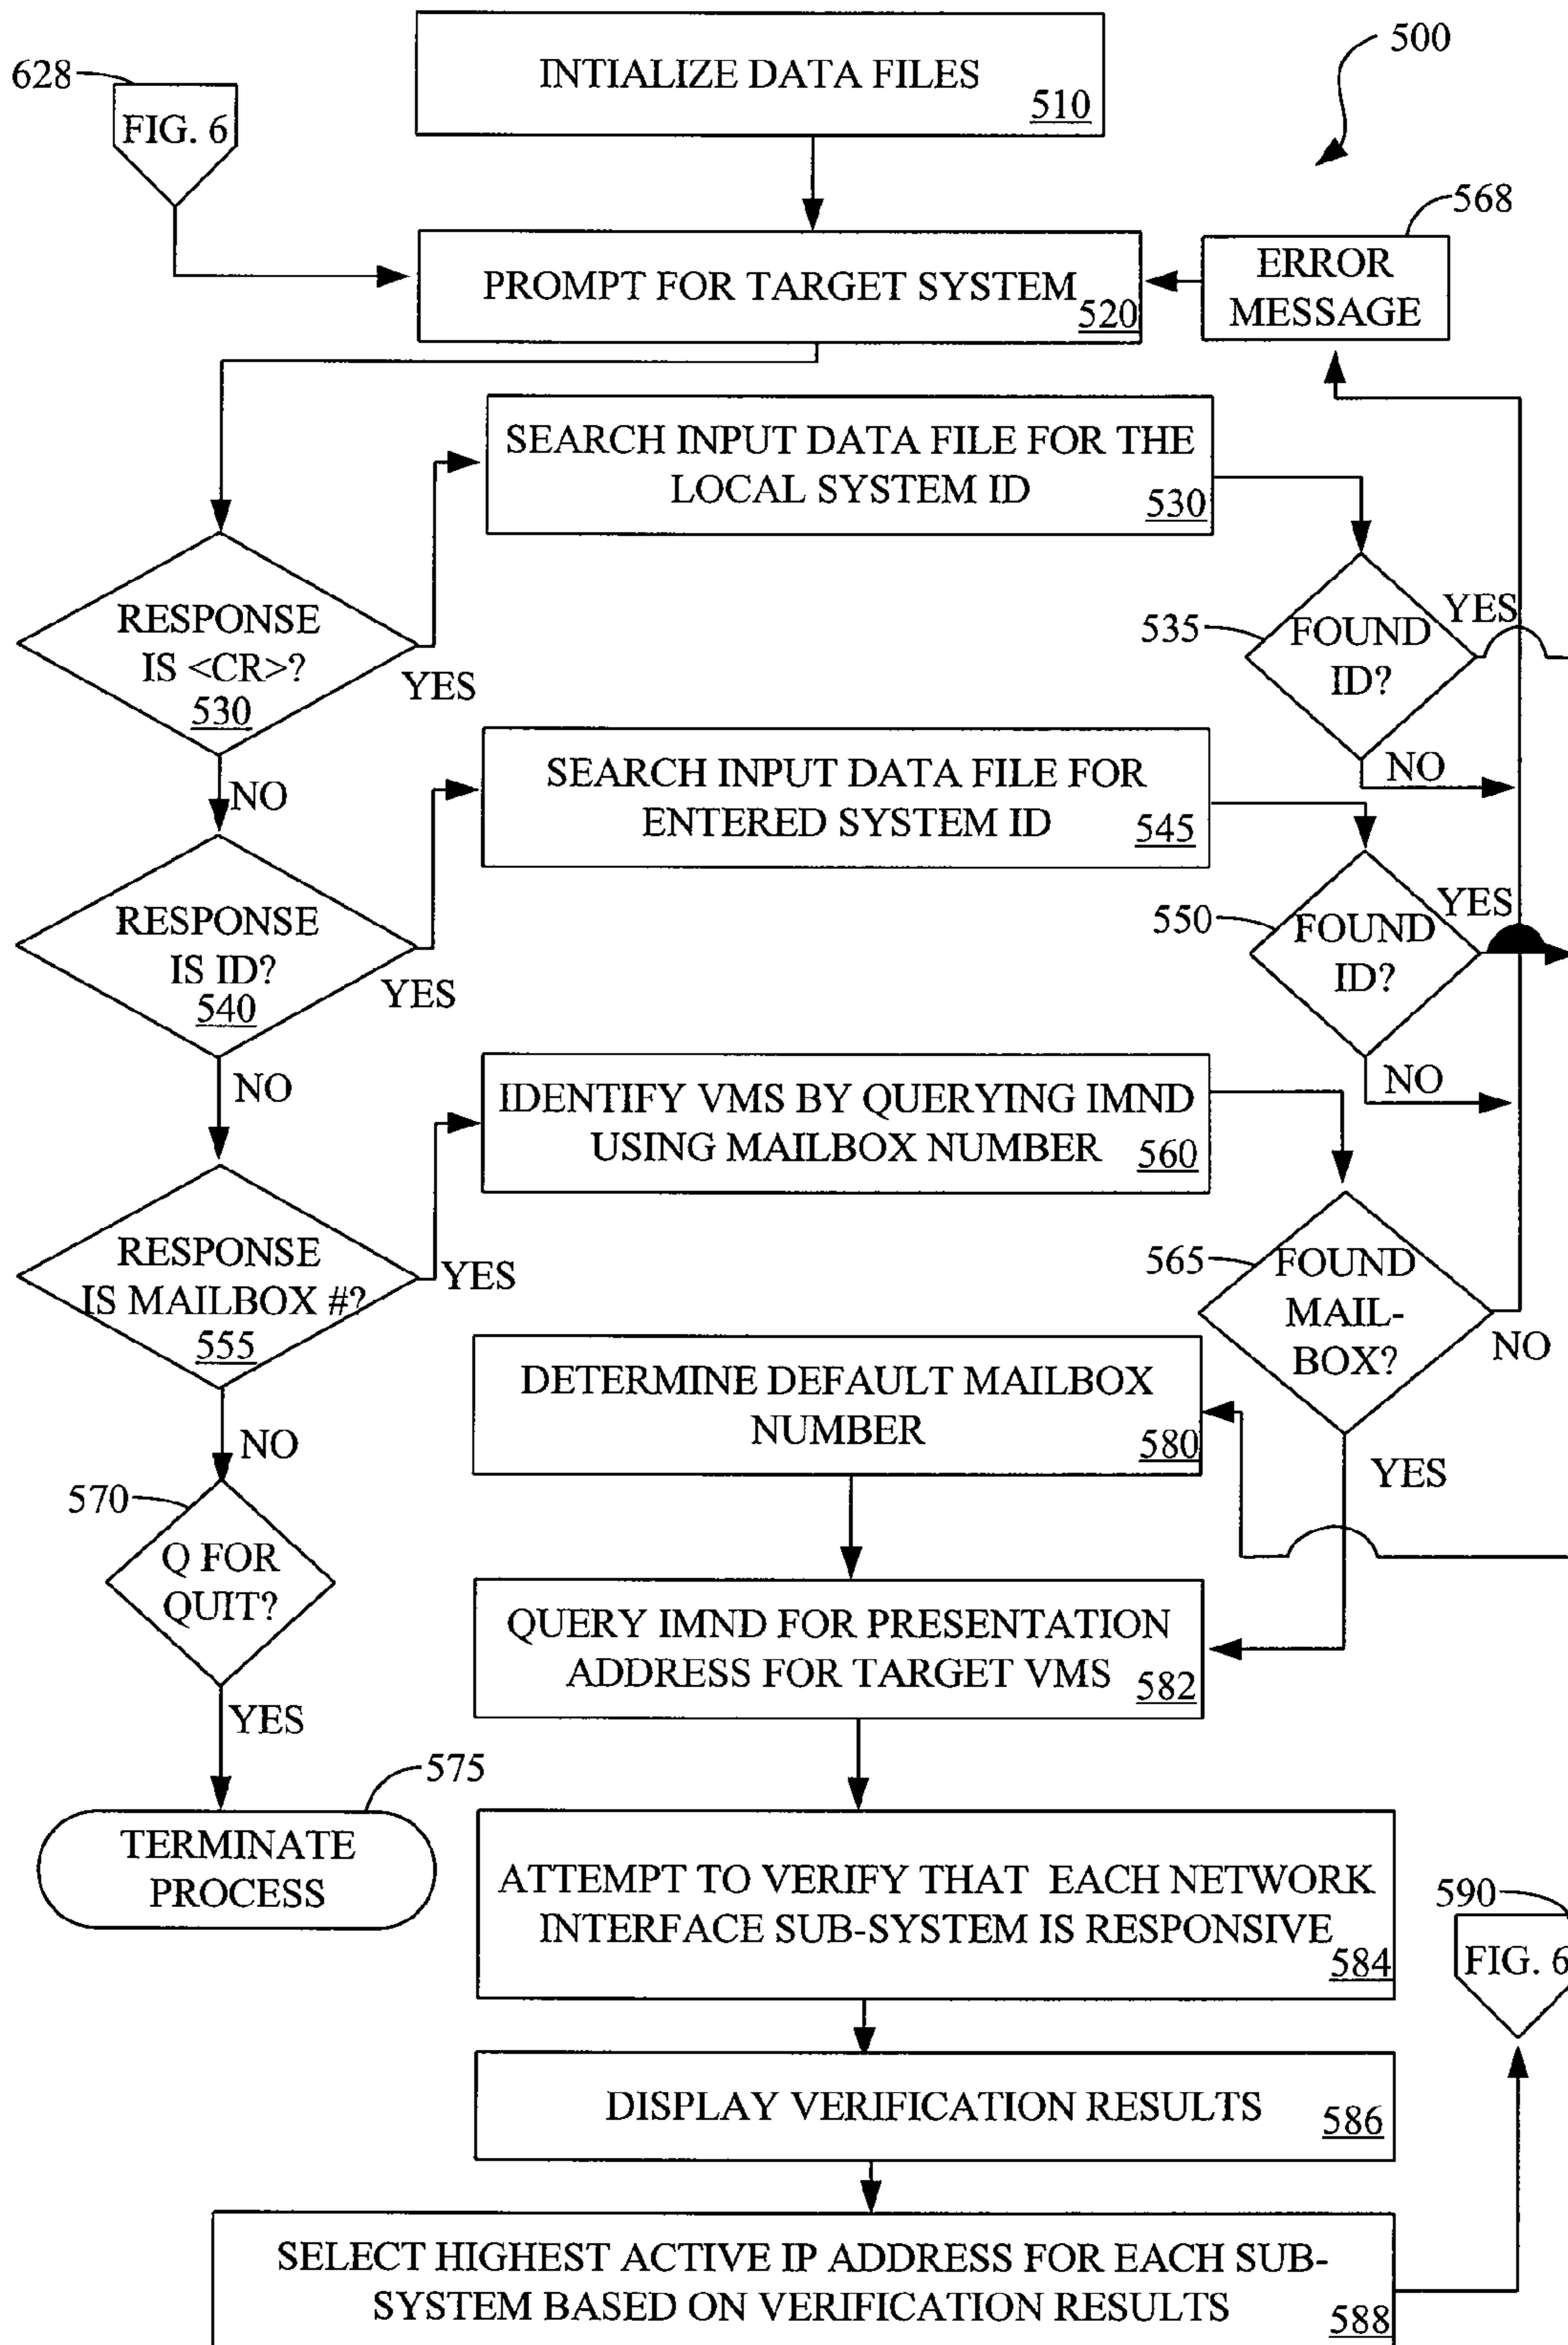 INTIALIZE DATA FILES
510
500
628
FIG. 6
PROMPT FOR TARGET SYSTEM
520
568
ERROR
MESSAGE
SEARCH INPUT DATA FILE FOR THE
LOCAL SYSTEM ID
530
RESPONSE
IS <CR>?
530
YES
NO
535
FOUND
ID?
YES
NO
SEARCH INPUT DATA FILE FOR
ENTERED SYSTEM ID
545
RESPONSE
IS ID?
540
YES
NO
550
FOUND
ID?
YES
NO
IDENTIFY VMS BY QUERYING IMND
USING MAILBOX NUMBER
560
RESPONSE
IS MAILBOX #?
555
YES
NO
565
FOUND
MAIL-
BOX?
NO
YES
DETERMINE DEFAULT MAILBOX
NUMBER
580
570
Q FOR
QUIT?
YES
QUERY IMND FOR PRESENTATION
ADDRESS FOR TARGET VMS
582
575
TERMINATE
PROCESS
ATTEMPT TO VERIFY THAT EACH NETWORK
INTERFACE SUB-SYSTEM IS RESPONSIVE
584
590
FIG. 6
DISPLAY VERIFICATION RESULTS
586
SELECT HIGHEST ACTIVE IP ADDRESS FOR EACH SUB-
SYSTEM BASED ON VERIFICATION RESULTS
588